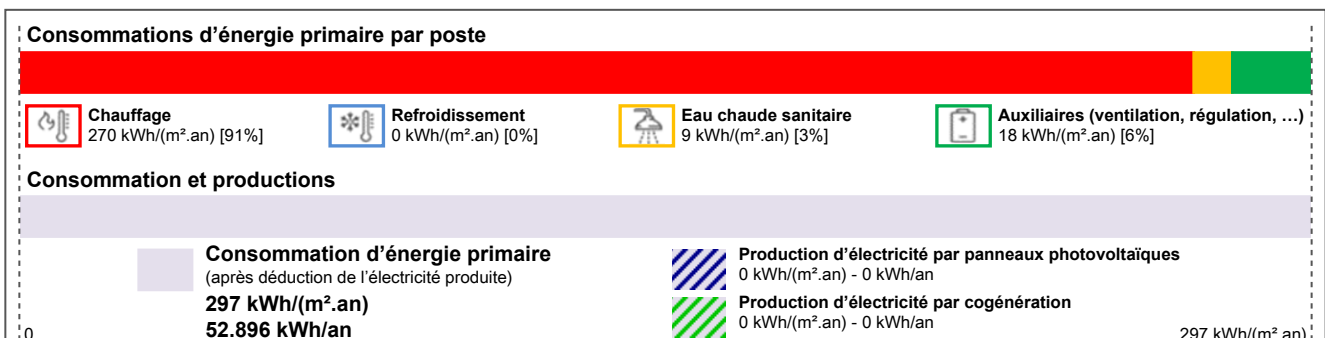 Consommations d'énergie primaire par poste
Chauffage
270 kWh/(m².an) [91%]
Refroidissement
0 kWh/(m².an) [0%]
Eau chaude sanitaire
9 kWh/(m².an) [3%]
Auxiliaires (ventilation, régulation, …)
18 kWh/(m².an) [6%]
Consommation et productions
Consommation d'énergie primaire
(après déduction de l'électricité produite)
297 kWh/(m².an)
52.896 kWh/an
Production d'électricité par panneaux photovoltaïques
0 kWh/(m².an) - 0 kWh/an
Production d'électricité par cogénération
0 kWh/(m².an) - 0 kWh/an
0
297 kWh/(m².an)